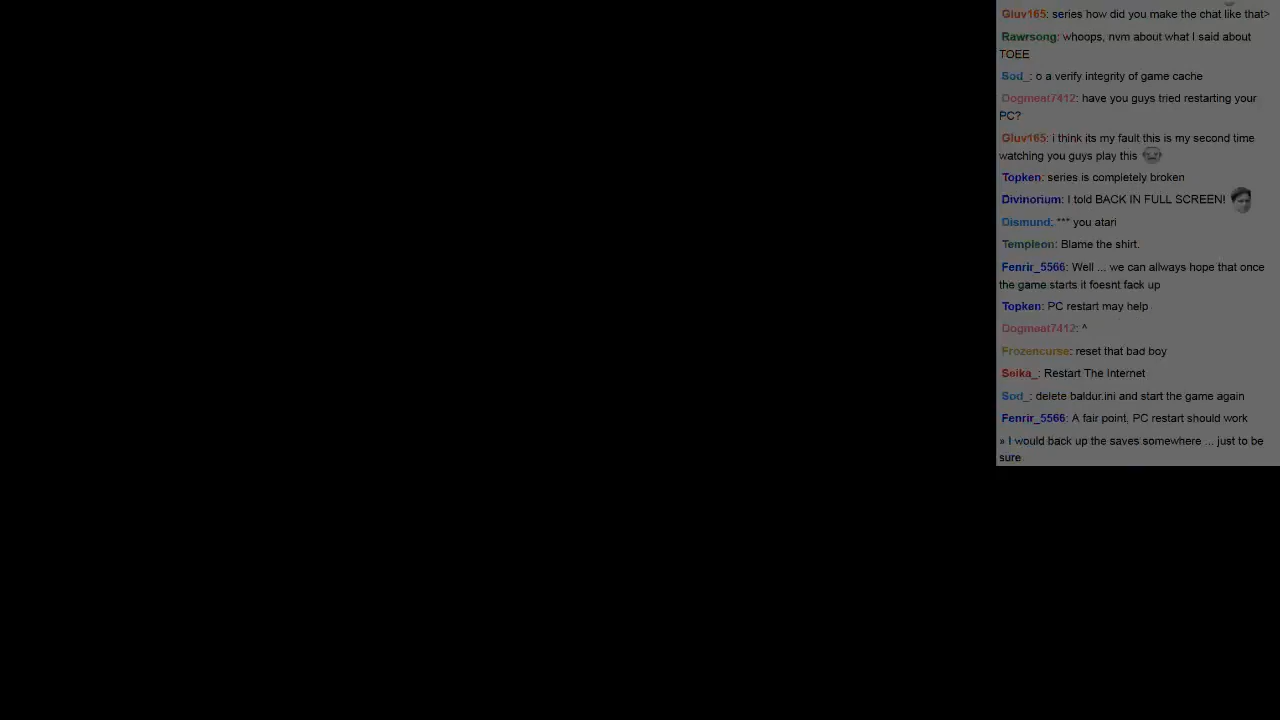 Gluv165: series how did you make the chat like that>
Rawrsong: whoops, nvm about what I said about
TOEE
Sod_: o a verify integrity of game cache
Dogmeat7412: have you guys tried restarting your
PC?
Gluv165: i think its my fault this is my second time
watching you guys play this
Topken: series is completely broken
Divinorium: I told BACK IN FULL SCREEN!
Dismund: *** you atari
Templeon: Blame the shirt.
Fenrir_5566: Well ... we can allways hope that once
the game starts it foesnt fack up
Topken: PC restart may help
Dogmeat7412: ^
Frozencurse: reset that bad boy
Seika_: Restart The Internet
Sod_: delete baldur.ini and start the game again
Fenrir_5566: A fair point, PC restart should work
» I would back up the saves somewhere ... just to be
sure